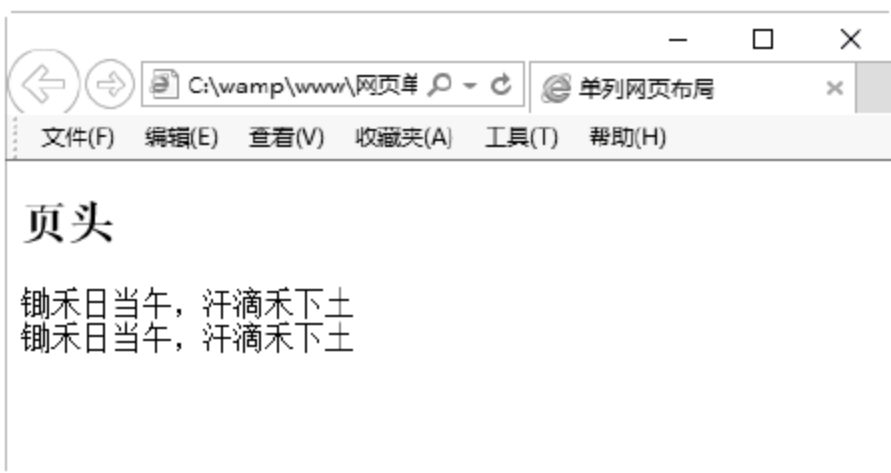 C:\wamp\www\网页单
单列网页布局
文件(F) 编辑(E) 查看(V) 收藏夹(A) 工具(T) 帮助(H)
页头
锄禾日当午，汗滴禾下土
锄禾日当午，汗滴禾下土